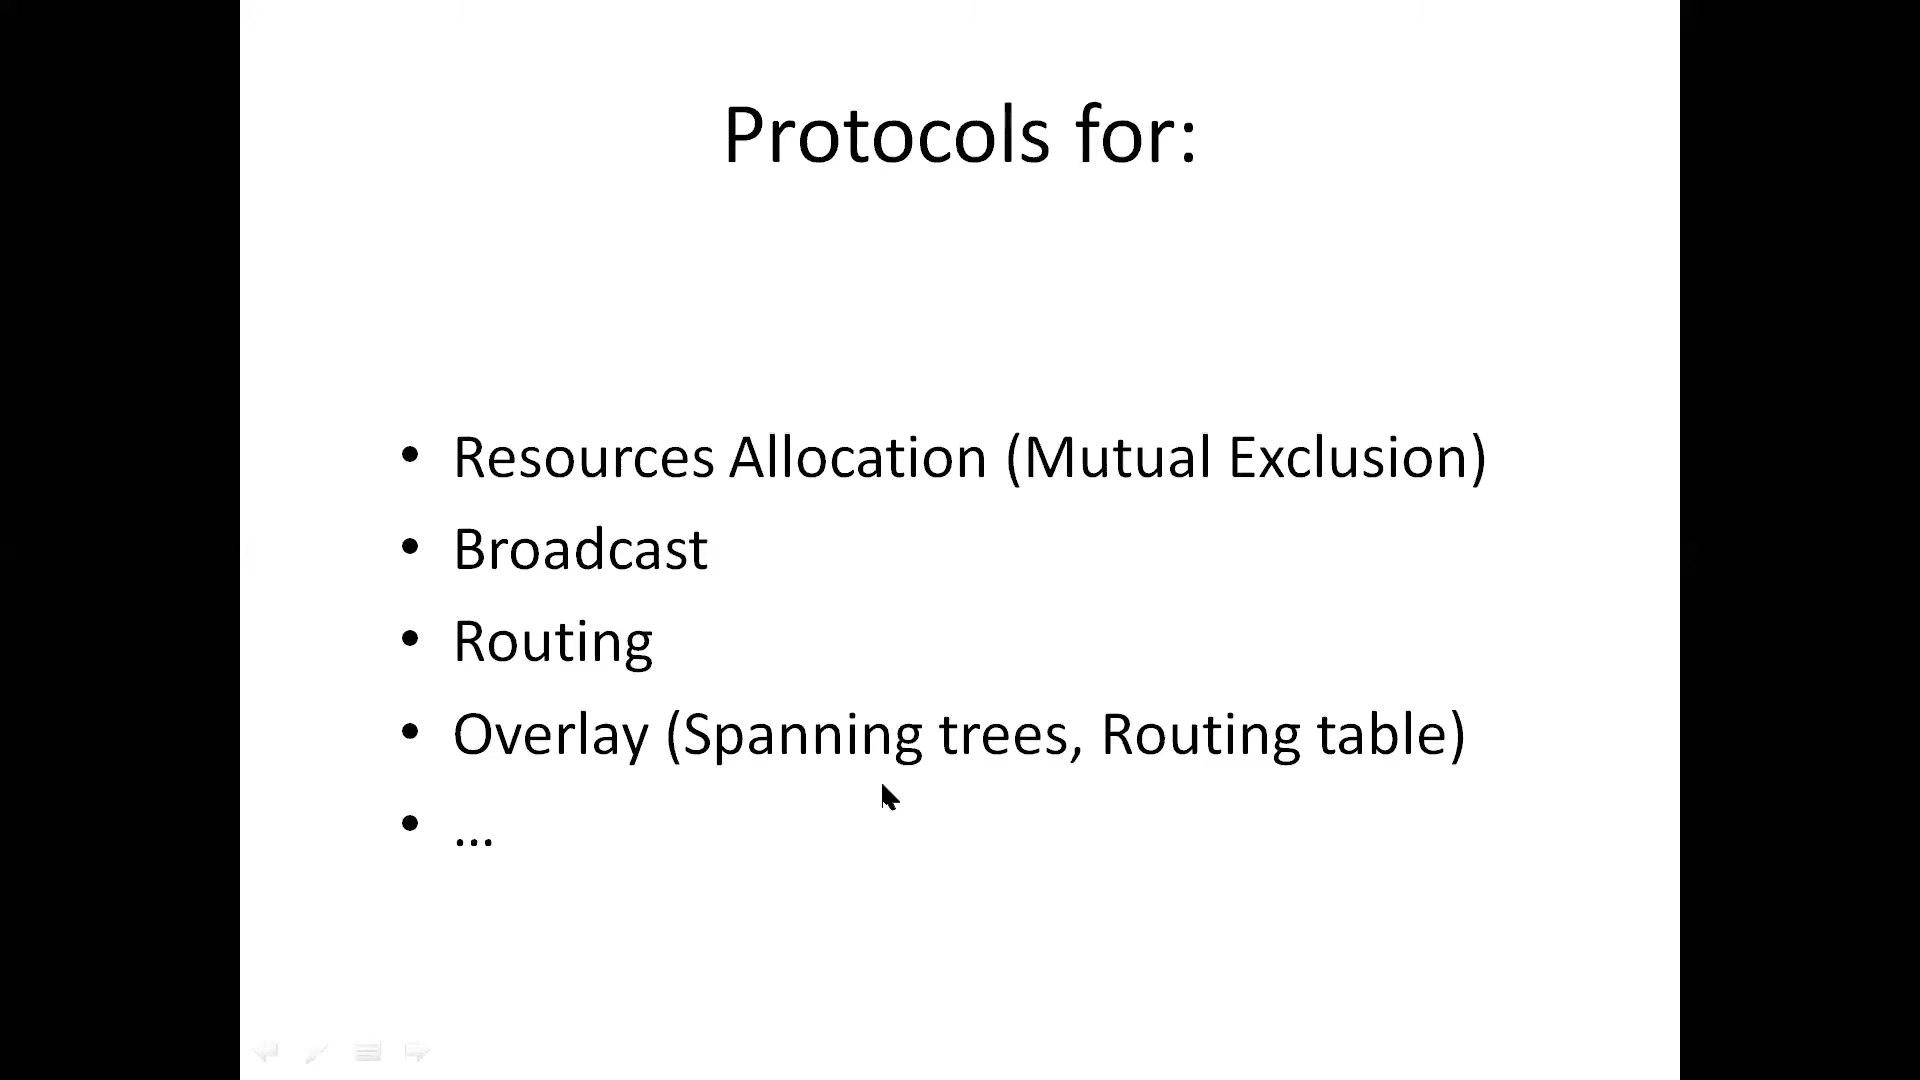 Protocols for:
• Resources Allocation (Mutual Exclusion)
• Broadcast
• Routing
• Overlay (Spanning trees, Routing table)
• ...